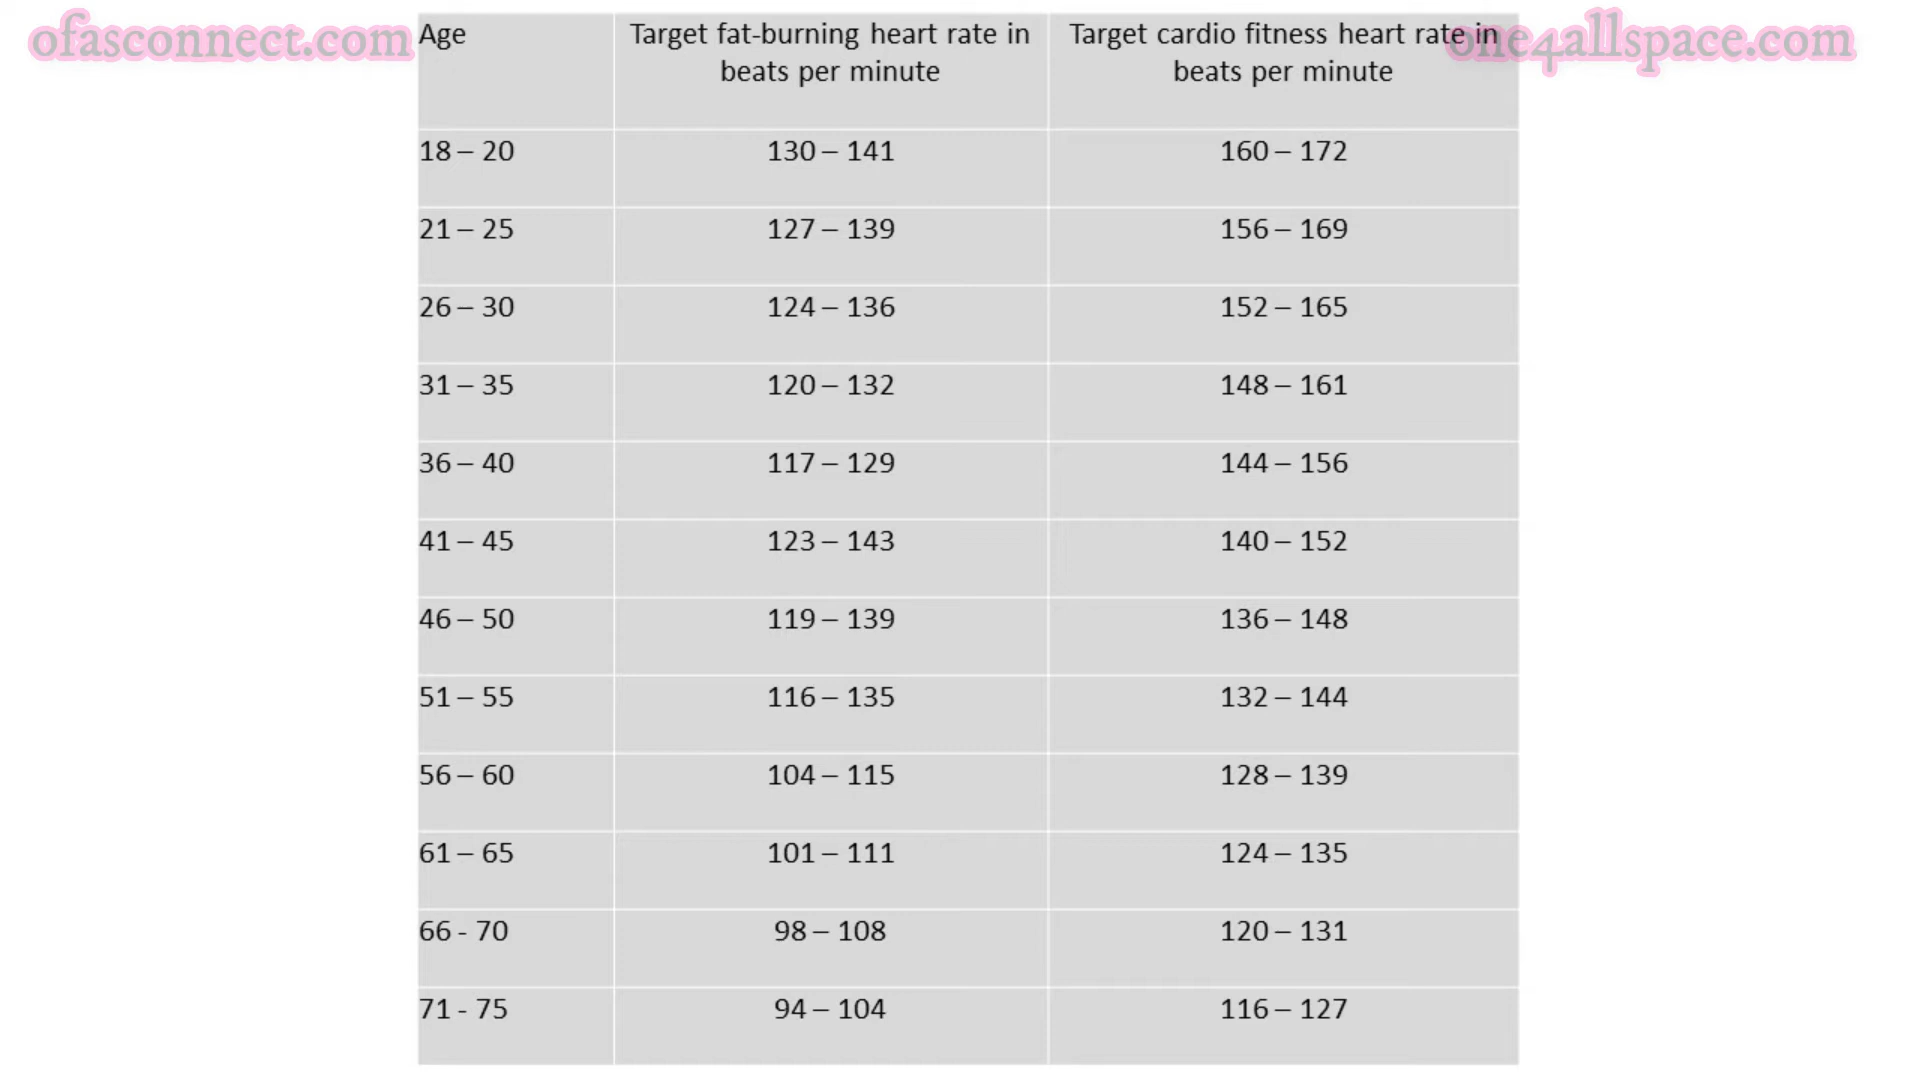 ofasconnect.com
one4allspace.com
Age
Target fat-burning heart rate in
beats per minute
Target cardio fitness heart rate in
beats per minute
18 – 20 130 – 141 160 – 172
21 – 25 127 – 139 156 – 169
26 – 30 124 – 136 152 – 165
31 – 35 120 – 132 148 – 161
36 – 40 117 – 129 144 – 156
41 – 45 123 – 143 140 – 152
46 – 50 119 – 139 136 – 148
51 – 55 116 – 135 132 – 144
56 – 60 104 – 115 128 – 139
61 – 65 101 – 111 124 – 135
66 - 70 98 – 108 120 – 131
71 - 75 94 – 104 116 – 127